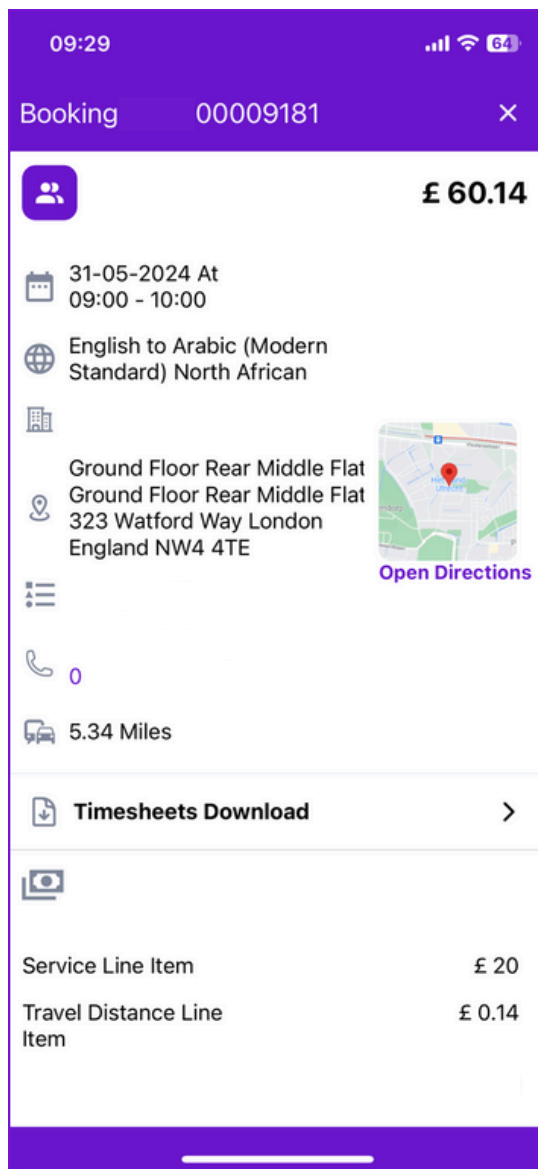 09:29
64
Booking 00009181
£ 60.14
31-05-2024 At
09:00 - 10:00
English to Arabic (Modern
Standard) North African
Ground Floor Rear Middle Flat
Ground Floor Rear Middle Flat
323 Watford Way London
England NW4 4TE
Open Directions
0
5.34 Miles
Timesheets Download
Service Line Item £ 20
Travel Distance Line £ 0.14
Item